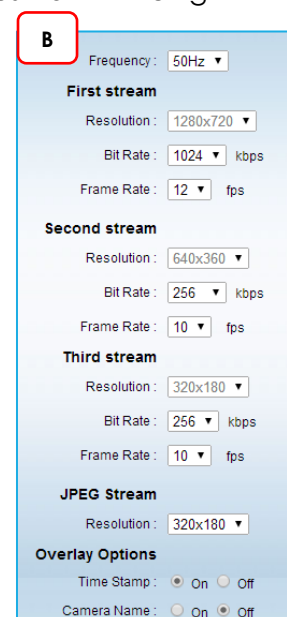 B
Frequency : 50Hz
First stream
Resolution : 1280x720
Bit Rate : 1024 kbps
Frame Rate : 12 fps
Second stream
Resolution : 640x360
Bit Rate : 256 kbps
Frame Rate : 10 fps
Third stream
Resolution : 320x180
Bit Rate : 256 kbps
Frame Rate : 10 fps
JPEG Stream
Resolution : 320x180
Overlay Options
Time Stamp : On Off
Camera Name : On Off